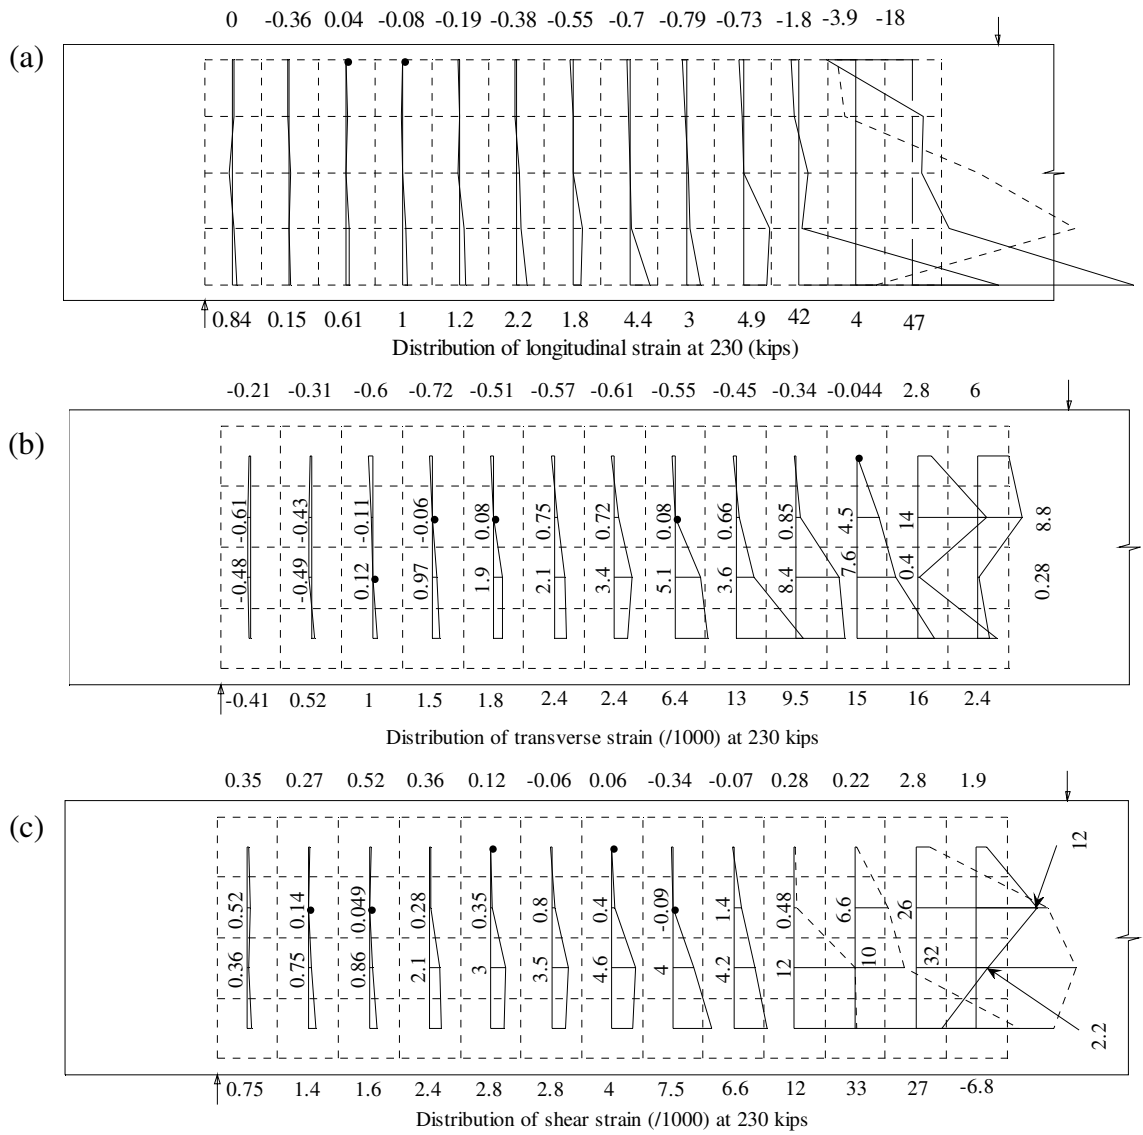 0 -0.36 0.04 -0.08 -0.19 -0.38 -0.55 -0.7 -0.79 -0.73 -1.8 -3.9 -18
(a)
0.84 0.15 0.61 1 1.2 2.2 1.8 4.4 3 4.9 42 4 47
Distribution of longitudinal strain at 230 (kips)
-0.21 -0.31 -0.6 -0.72 -0.51 -0.57 -0.61 -0.55 -0.45 -0.34 -0.044 2.8 6
(b)
-0.61 -0.43 -0.11 -0.06 0.08 0.75 0.72 0.08 0.66 0.85 4.5 14 8.8
-0.48 -0.49 0.12 0.97 1.9 2.1 3.4 5.1 3.6 8.4 7.6 0.4 0.28
-0.41 0.52 1 1.5 1.8 2.4 2.4 6.4 13 9.5 15 16 2.4
Distribution of transverse strain (/1000) at 230 kips
0.35 0.27 0.52 0.36 0.12 -0.06 0.06 -0.34 -0.07 0.28 0.22 2.8 1.9
(c)
0.52 0.14 0.049 0.28 0.35 0.8 0.4 -0.09 1.4 0.48 6.6 26 12
0.36 0.75 0.86 2.1 3 3.5 4.6 4 4.2 12 10 32 2.2
0.75 1.4 1.6 2.4 2.8 2.8 4 7.5 6.6 12 33 27 -6.8
Distribution of shear strain (/1000) at 230 kips